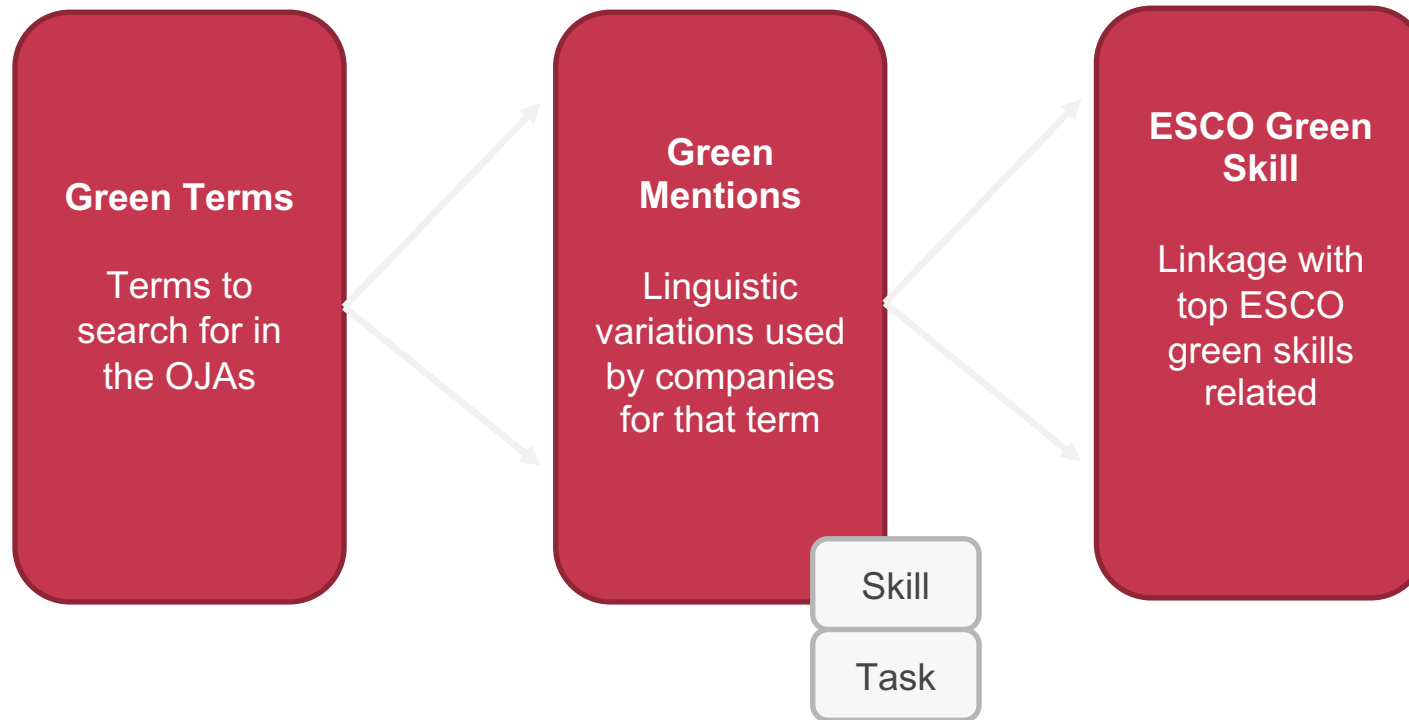 Green Terms
Terms to
search for in
the OJAs
Green
Mentions
Linguistic
variations used
by companies
for that term
Skill
Task
ESCO Green
Skill
Linkage with
top ESCO
green skills
related